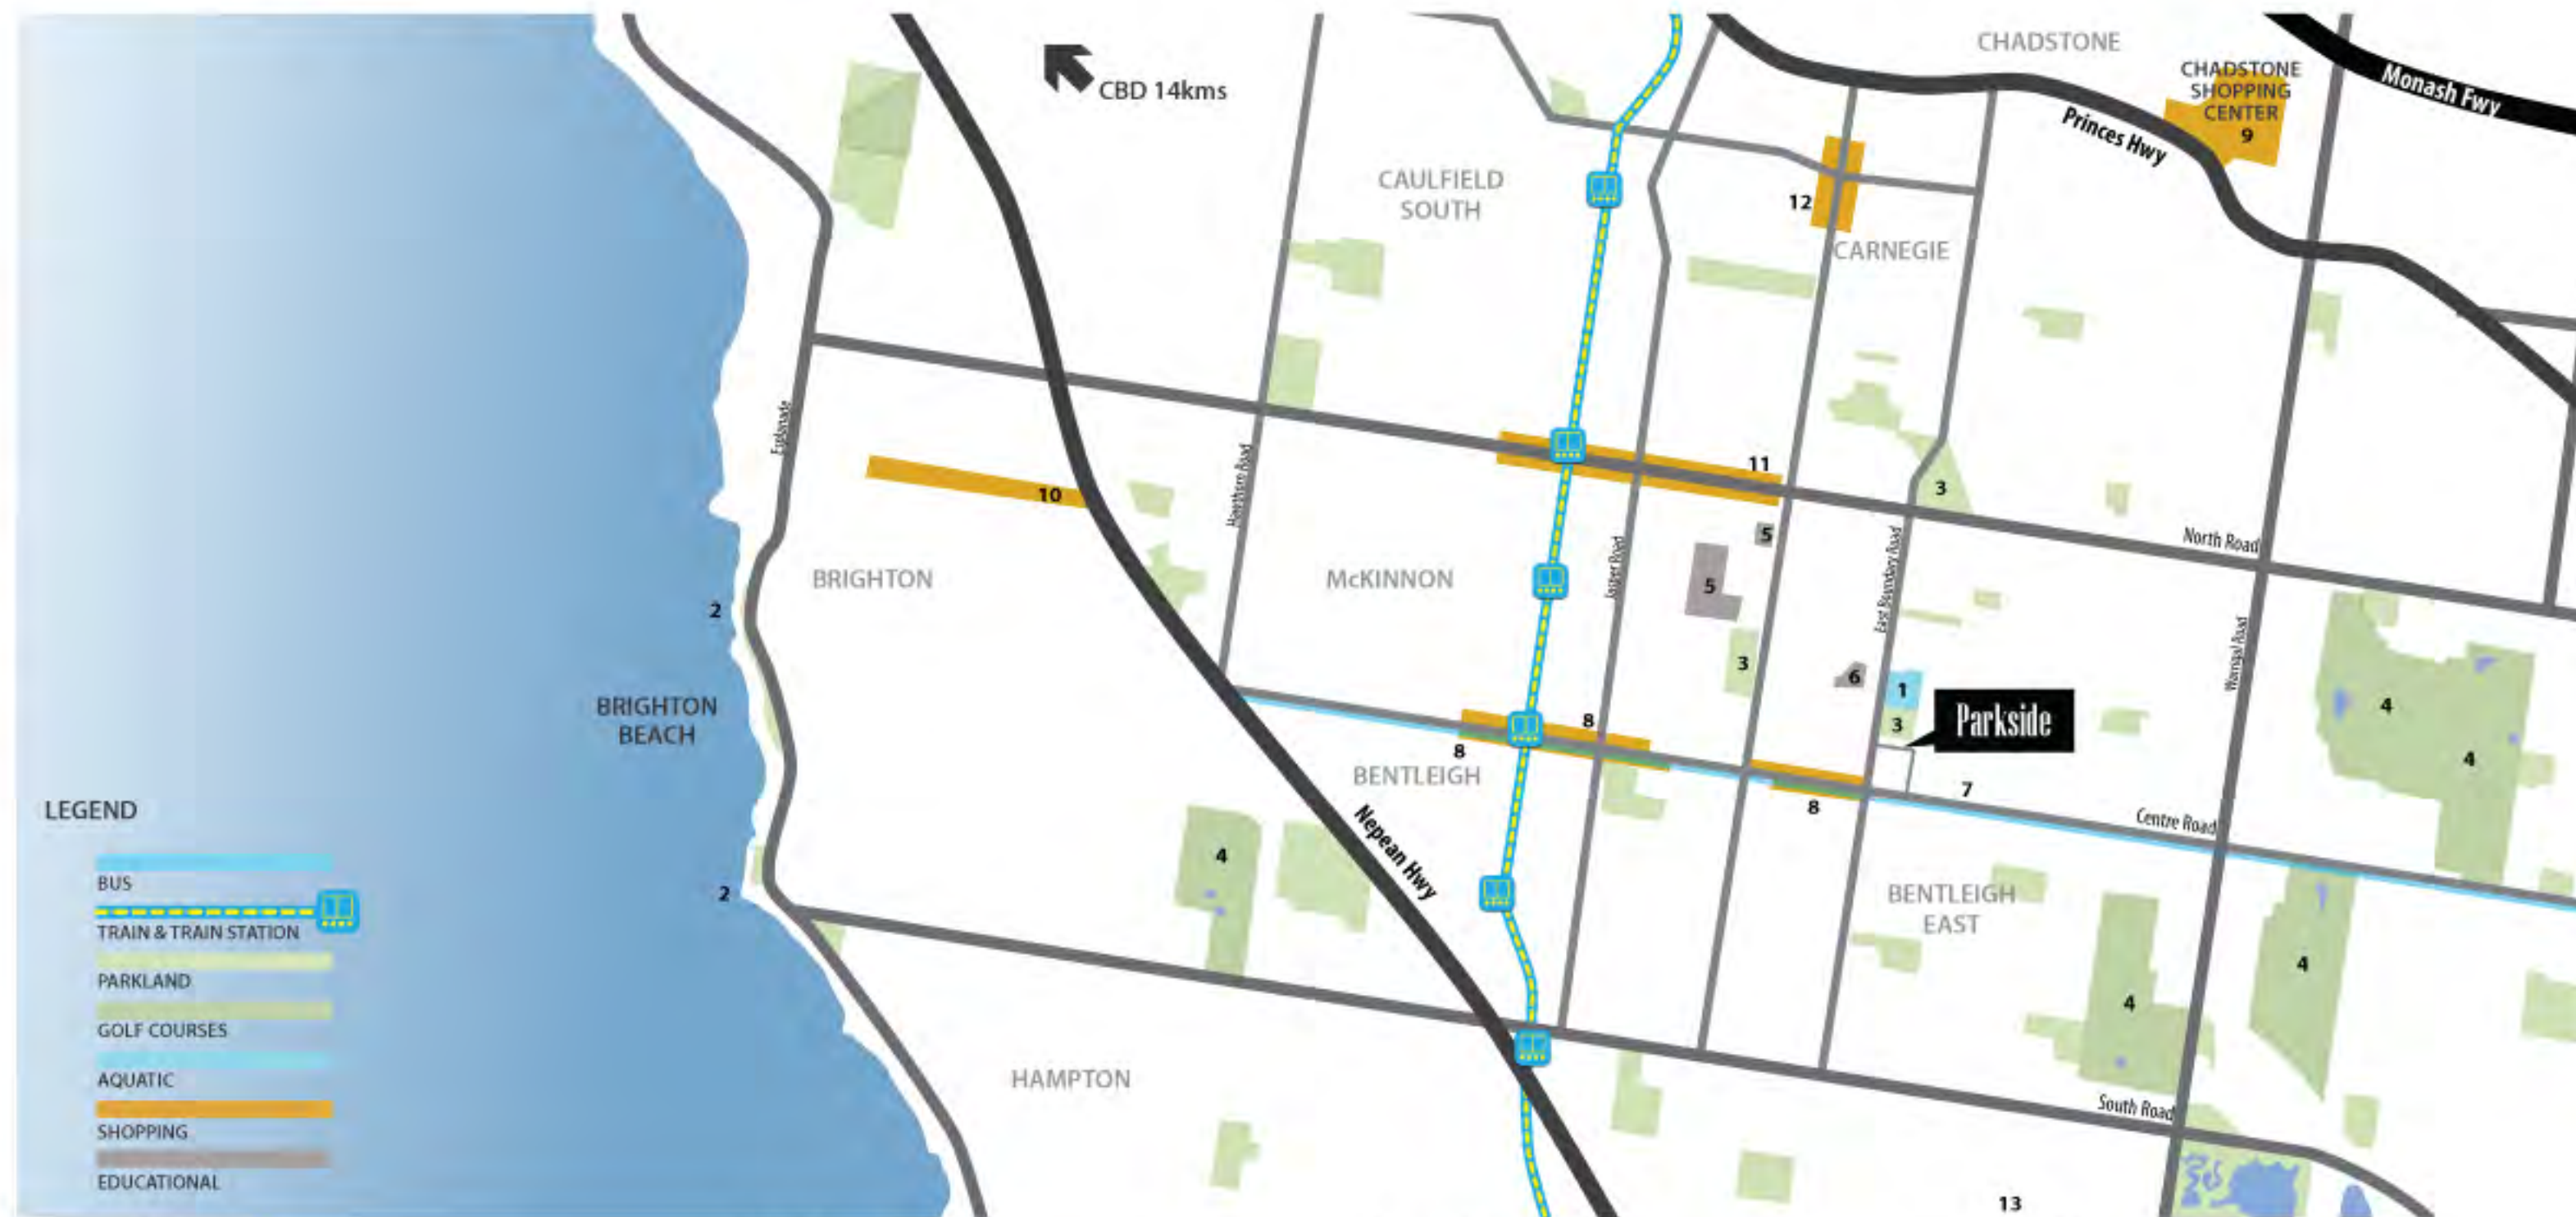 CHADSTONE
CHADSTONE
SHOPPING
CENTER
9
Monash Fwy
CBD 14kms
Princes Hwy
CAULFIELD
SOUTH
12
CARNEGIE
Esplanade
10
11
3
Hawthorn Road
5
North Road
BRIGHTON
McKINNON
5
Jasper Road
East Boundary Road
2
3
6
1
Warrigal Road
BRIGHTON
BEACH
8
3
Parkside
4
8
BENTLEIGH
4
7
8
LEGEND
Nepean Hwy
Centre Road
4
BUS
2
BENTLEIGH
EAST
TRAIN & TRAIN STATION
4
PARKLAND
4
GOLF COURSES
HAMPTON
AQUATIC
South Road
SHOPPING
EDUCATIONAL
13